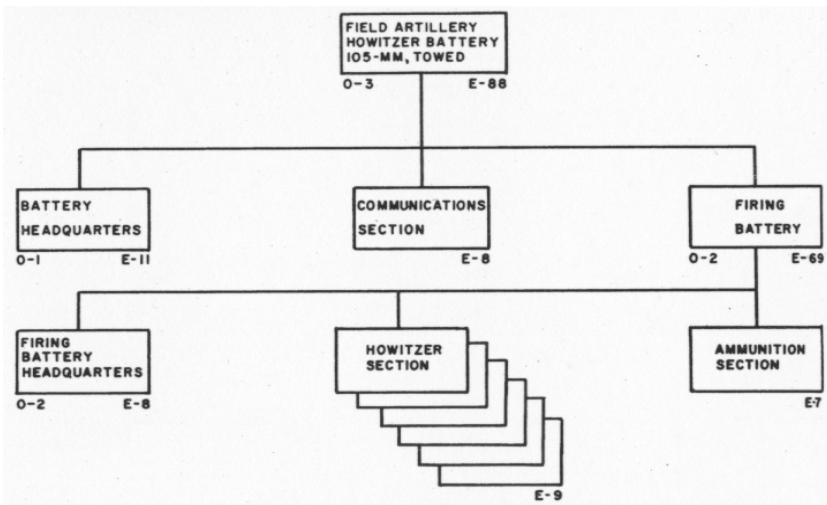 FIELD ARTILLERY
HOWITZER BATTERY
105-MM, TOWED
O-3 E-88
BATTERY
HEADQUARTERS
O-1 E-11
COMMUNICATIONS
SECTION
E-8
FIRING
BATTERY
O-2 E-69
FIRING
BATTERY
HEADQUARTERS
O-2 E-8
HOWITZER
SECTION
E-9
AMMUNITION
SECTION
E-7